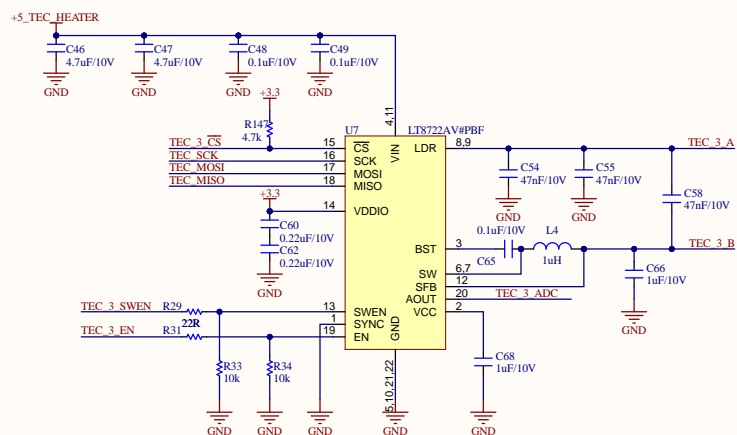 +5_TEC_HEATER
C46
4.7uF/10V
C47
4.7uF/10V
C48
0.1uF/10V
C49
0.1uF/10V
GND
GND
GND
GND
+3.3
R147
4.7k
4,11
U7
LT8722AV#PBF
TEC_3_CS
15
CS
VIN
LDR
8,9
TEC_3_A
TEC_SCK
16
SCK
TEC_MOSI
17
MOSI
TEC_MISO
18
MISO
C54
47nF/10V
C55
47nF/10V
GND
GND
C58
47nF/10V
+3.3
14
VDDIO
C60
0.22uF/10V
C62
0.22uF/10V
GND
0.1uF/10V
L4
BST
3
C65
1uH
TEC_3_B
SW
6,7
SFB
12
C66
1uF/10V
GND
AOUT
20
TEC_3_ADC
TEC_3_SWEN
R29
13
SWEN
VCC
2
22R
1
SYNC
GND
TEC_3_EN
R31
19
EN
R33
10k
R34
10k
C68
1uF/10V
5,10,21,22
GND
GND
GND
GND
GND